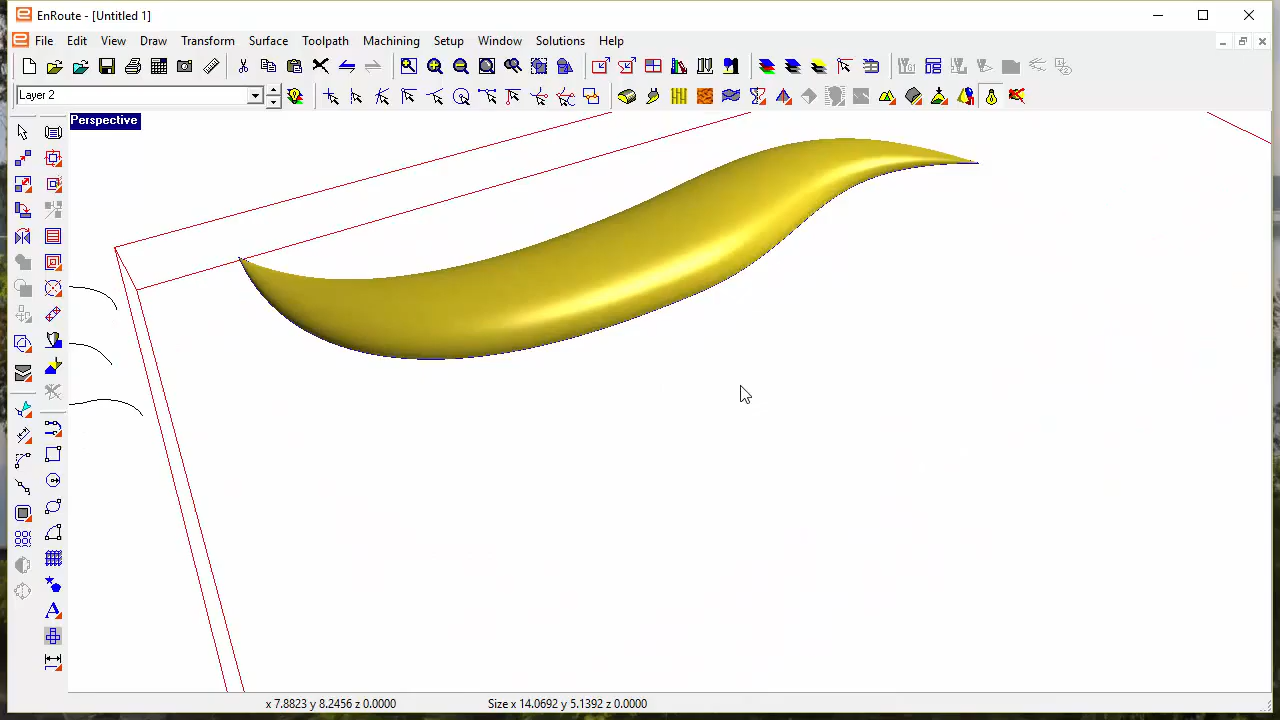 EnRoute - [Untitled 1]
File Edit View Draw Transform Surface Toolpath Machining Setup Window Solutions Help
Layer 2
Perspective
x 7.8823 y 8.2456 z 0.0000 Size x 14.0692 y 5.1392 z 0.0000